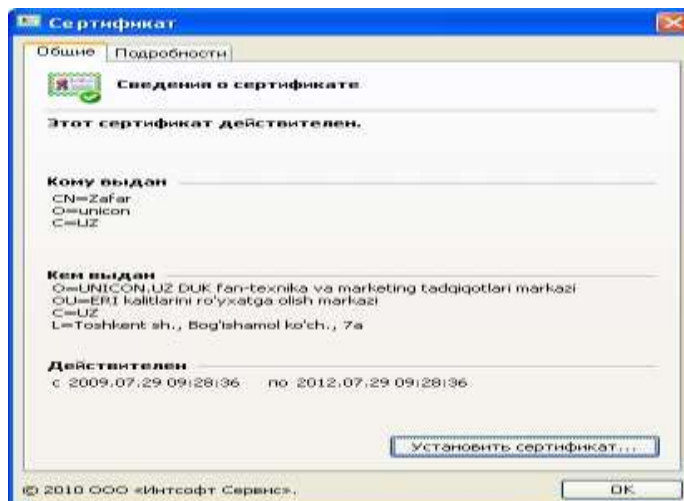 Сертификат
Общие Подробности
Сведения о сертификате
Этот сертификат действителен.
Кому выдан
CN=Zafar
O=unicon
C=UZ
Кем выдан
O=UNICON.UZ DUK fan-texnika va marketing tadqiqotlari markazi
OU=ERI kalitlarini ro'yxatga olish markazi
C=UZ
L=Toshkent sh., Bog'ishamol ko'ch., 7a
Действителен
с 2009.07.29 09:28:36 по 2012.07.29 09:28:36
Установить сертификат...
© 2010 ООО «Интсофт Сервис».
OK